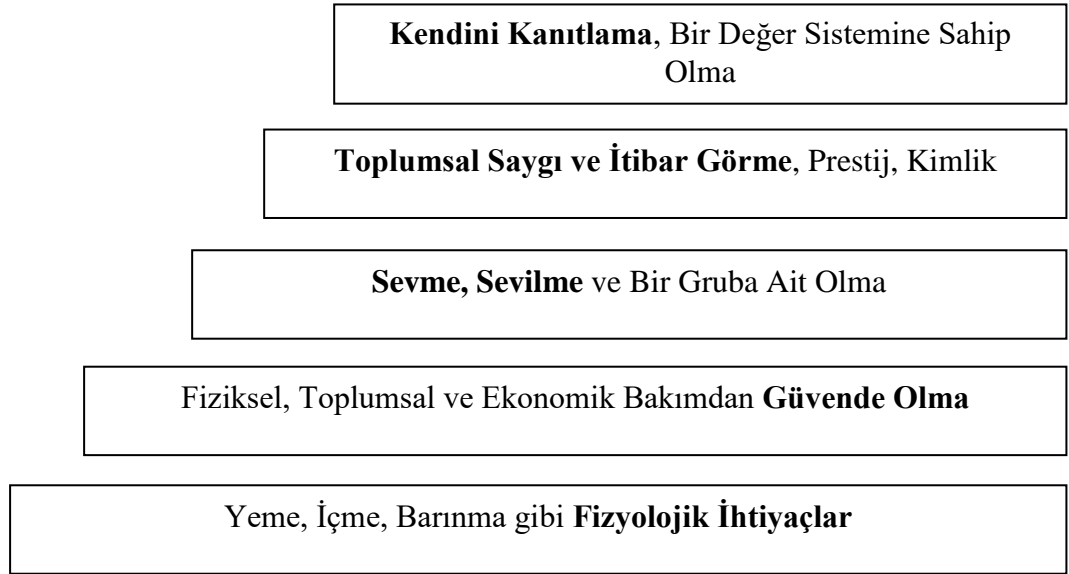 Kendini Kanıtlama, Bir Değer Sistemine Sahip
Olma
Toplumsal Saygı ve İtibar Görme, Prestij, Kimlik
Sevme, Sevilme ve Bir Gruba Ait Olma
Fiziksel, Toplumsal ve Ekonomik Bakımdan Güvende Olma
Yeme, İçme, Barınma gibi Fizyolojik İhtiyaçlar